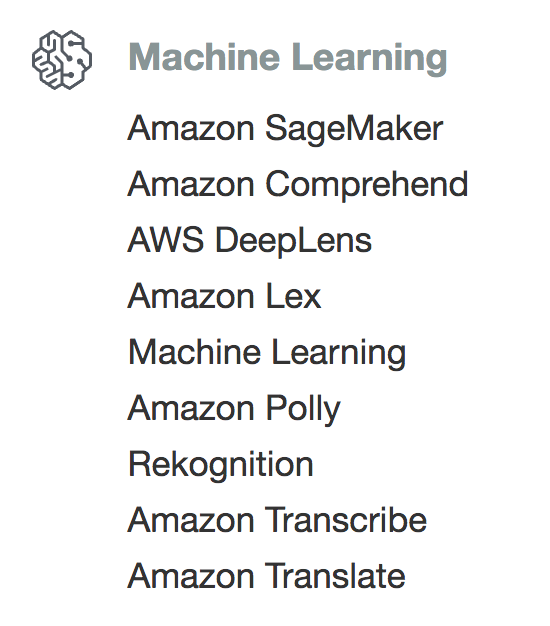 Machine Learning
Amazon SageMaker
Amazon Comprehend
AWS DeepLens
Amazon Lex
Machine Learning
Amazon Polly
Rekognition
Amazon Transcribe
Amazon Translate